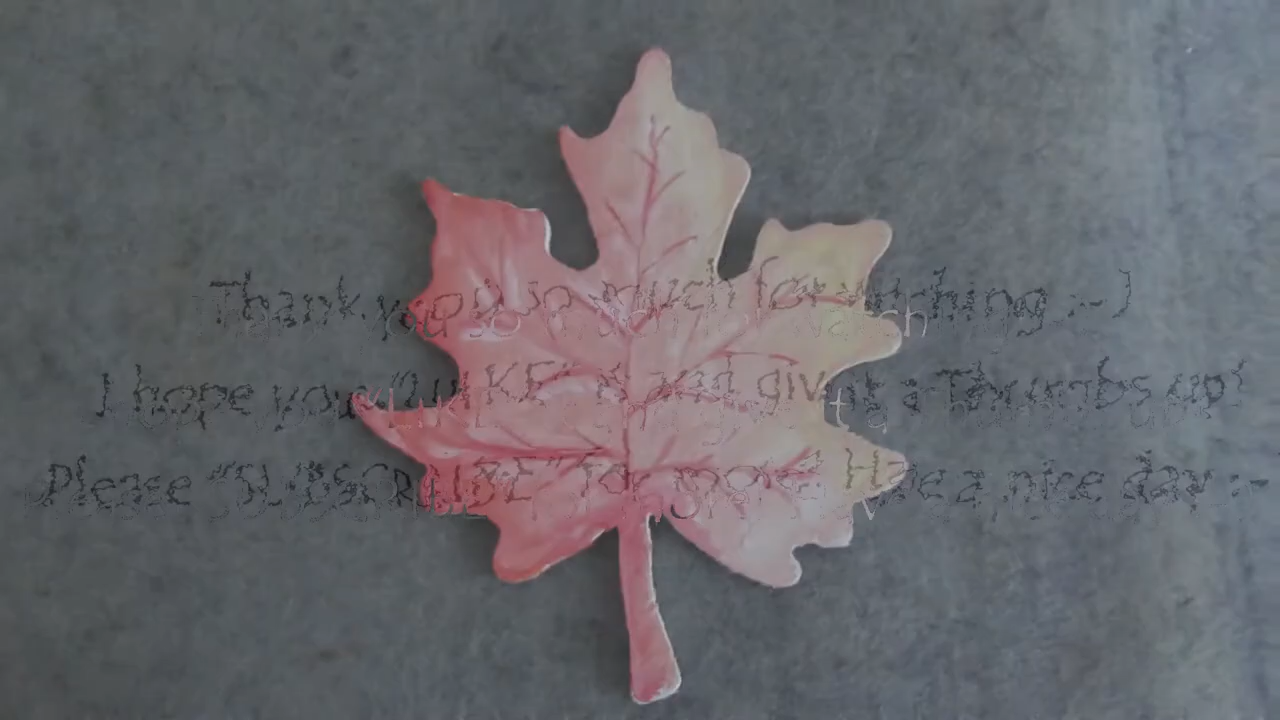 Thank you so much for watching :-)
I hope you "LIKE" it and give it a Thumbs up!
Please "SUBSCRIBE" for more! Have a nice day :-